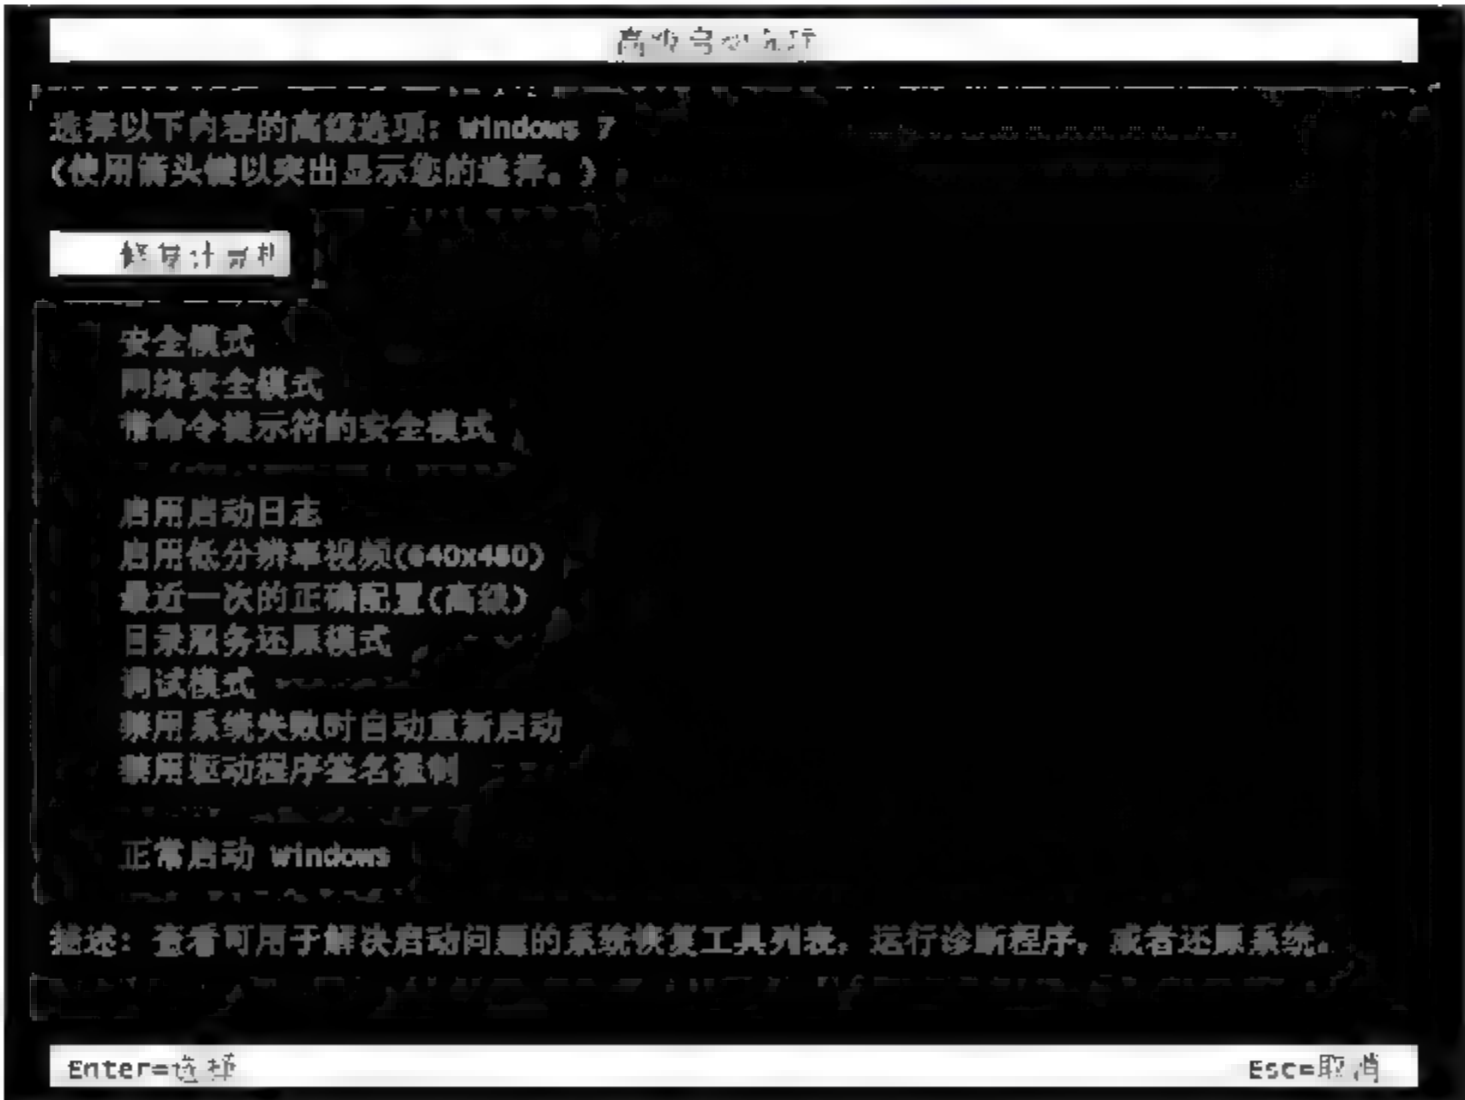 高级启动选项
选择以下内容的高级选项: Windows 7
(使用箭头键以突出显示您的选择。)
修复计算机
安全模式
网络安全模式
带命令提示符的安全模式
启用启动日志
启用低分辨率视频(640x480)
最近一次的正确配置(高级)
目录服务还原模式
调试模式
禁用系统失败时自动重新启动
禁用驱动程序签名强制
正常启动 Windows
描述: 查看可用于解决启动问题的系统恢复工具列表，运行诊断程序，或者还原系统。
Enter=选择 Esc=取消